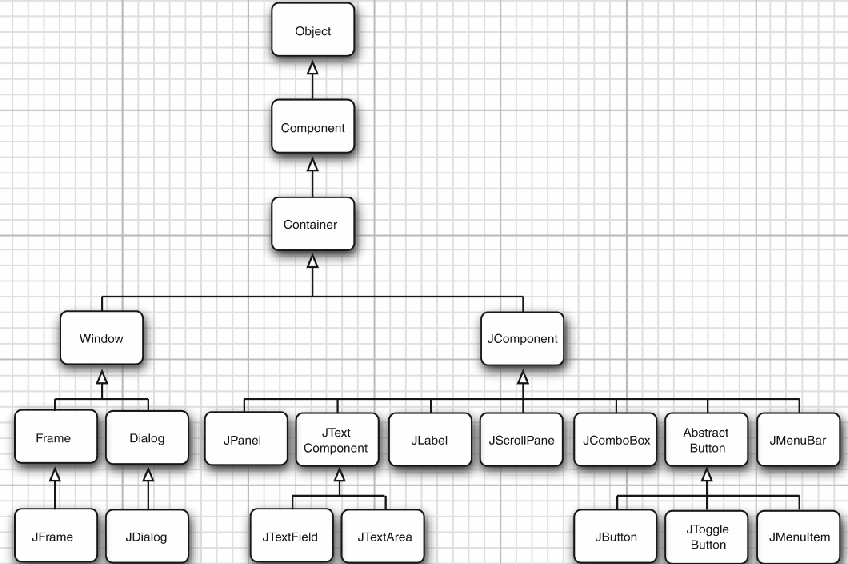 Object
Component
Container
Window
JComponent
Frame
Dialog
JPanel
JText
Component
JLabel
JScrollPane
JComboBox
Abstract
Button
JMenuBar
JFrame
JDialog
JTextField
JTextArea
JButton
JToggle
Button
JMenuItem